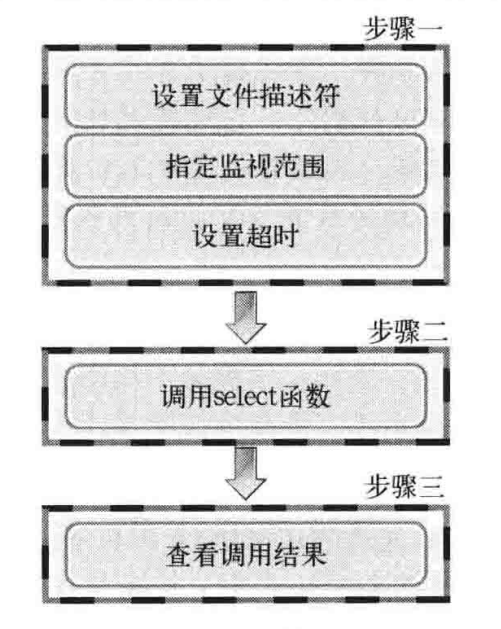 步骤一
设置文件描述符
指定监视范围
设置超时
步骤二
调用select函数
步骤三
查看调用结果